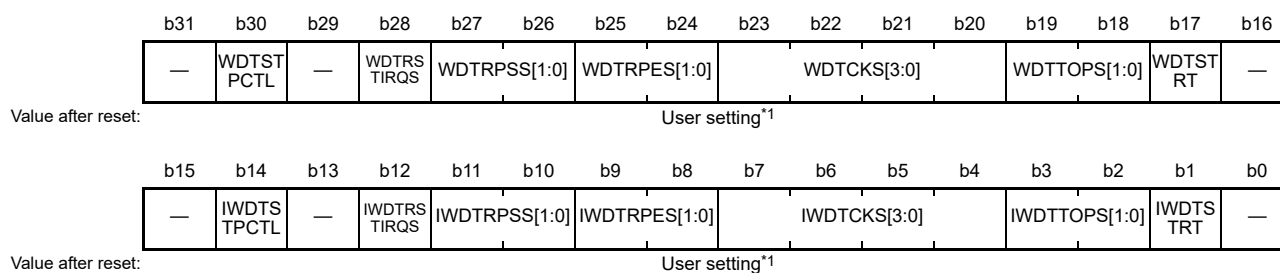 b31 b30 b29 b28 b27 b26 b25 b24 b23 b22 b21 b20 b19 b18 b17 b16
— WDTST PCTL — WDTRS TIRQS WDTRPSS[1:0] WDTRPES[1:0] WDTCKS[3:0] WDTTOPS[1:0] WDTST RT —
Value after reset: User setting*1
b15 b14 b13 b12 b11 b10 b9 b8 b7 b6 b5 b4 b3 b2 b1 b0
— IWDTS TPCTL — IWDTRS TIRQS IWDTRPSS[1:0] IWDTRPES[1:0] IWDTCKS[3:0] IWDTTOPS[1:0] IWDTS TRT —
Value after reset: User setting*1